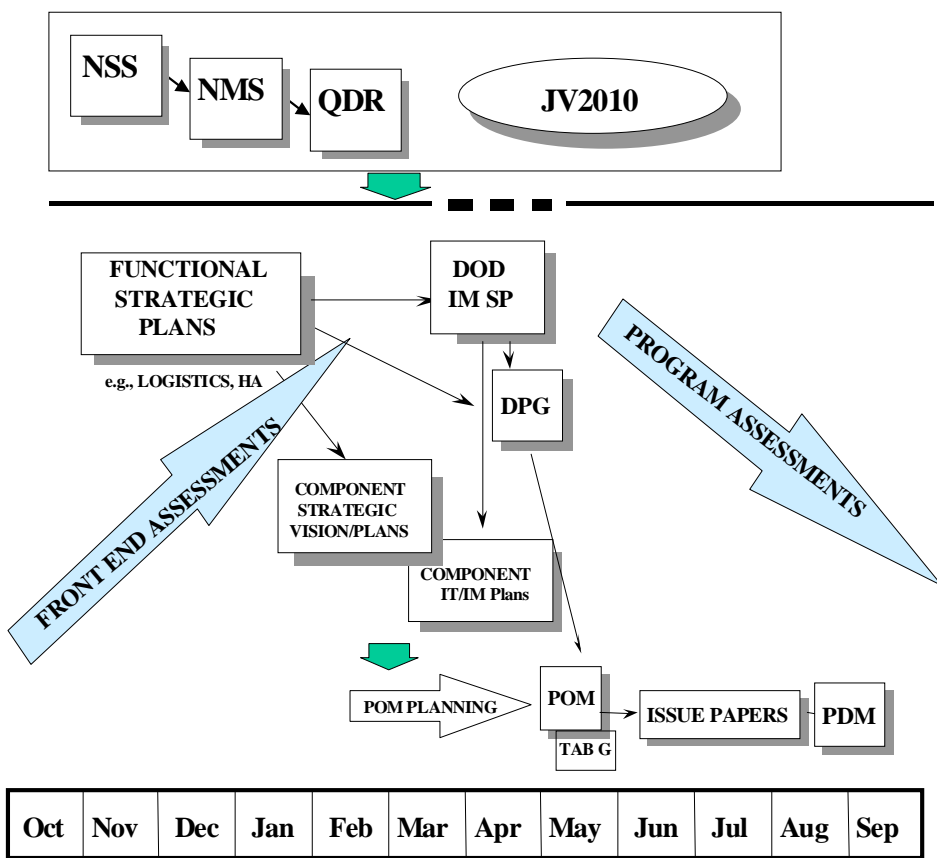 NSS
NMS
QDR
JV2010
FUNCTIONAL
STRATEGIC
PLANS
DOD
IM SP
e.g., LOGISTICS, HA
DPG
FRONT END ASSESSMENTS
PROGRAM ASSESSMENTS
COMPONENT
STRATEGIC
VISION/PLANS
COMPONENT
IT/IM Plans
POM PLANNING
POM
TAB G
ISSUE PAPERS
PDM
Oct Nov Dec Jan Feb Mar Apr May Jun Jul Aug Sep